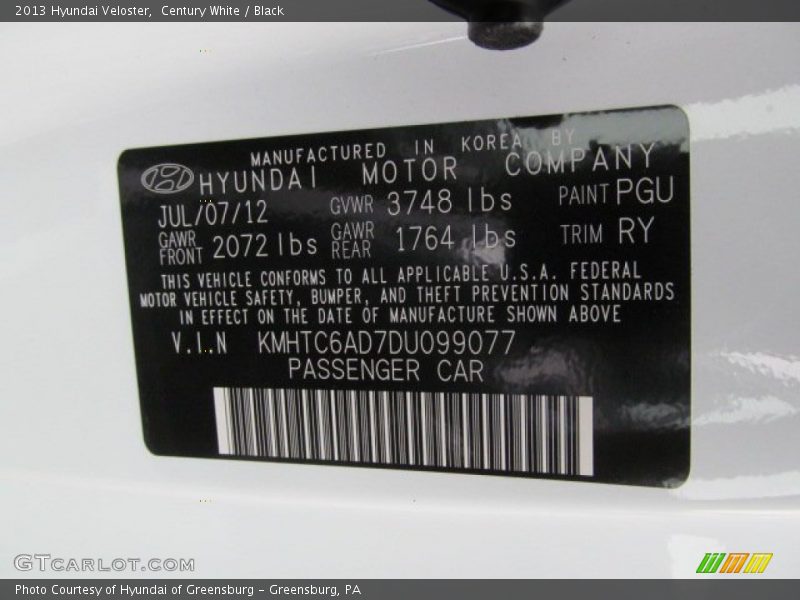 2013 Hyundai Veloster,  Century White / Black
MANUFACTURED IN KOREA BY
HYUNDAI MOTOR COMPANY
JUL/07/12 GVWR 3748 lbs PAINT PGU
GAWR FRONT 2072 lbs GAWR REAR 1764 lbs TRIM RY
THIS VEHICLE CONFORMS TO ALL APPLICABLE U.S.A. FEDERAL
MOTOR VEHICLE SAFETY, BUMPER, AND THEFT PREVENTION STANDARDS
IN EFFECT ON THE DATE OF MANUFACTURE SHOWN ABOVE
V.I.N KMHTC6AD7DU099077
PASSENGER CAR
GTCARLOT.COM
Photo Courtesy of Hyundai of Greensburg - Greensburg, PA